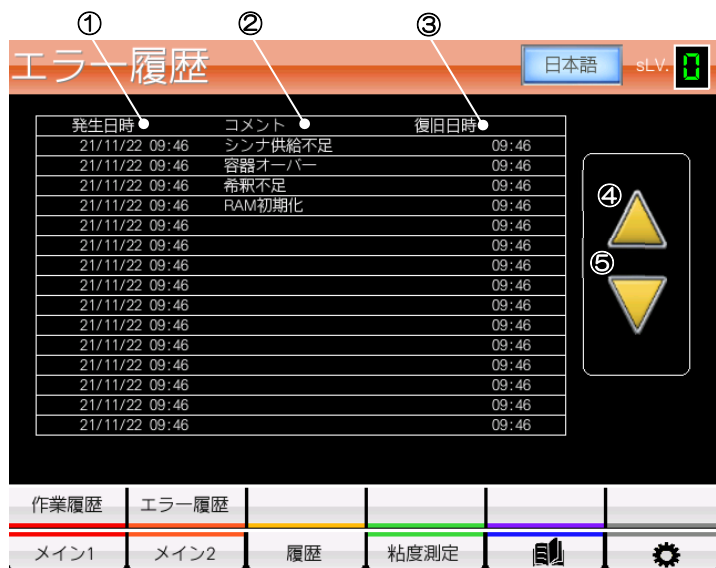 ① ② ③
エラー履歴 日本語 sLV. 0
発生日時 コメント 復旧日時
21/11/22 09:46 シンナ供給不足 09:46
21/11/22 09:46 容器オーバー 09:46
21/11/22 09:46 希釈不足 09:46
21/11/22 09:46 RAM初期化 09:46
21/11/22 09:46 09:46
21/11/22 09:46 09:46
21/11/22 09:46 09:46
21/11/22 09:46 09:46
21/11/22 09:46 09:46
21/11/22 09:46 09:46
21/11/22 09:46 09:46
21/11/22 09:46 09:46
21/11/22 09:46 09:46
21/11/22 09:46 09:46
21/11/22 09:46 09:46
④
⑤
作業履歴 エラー履歴
メイン1 メイン2 履歴 粘度測定